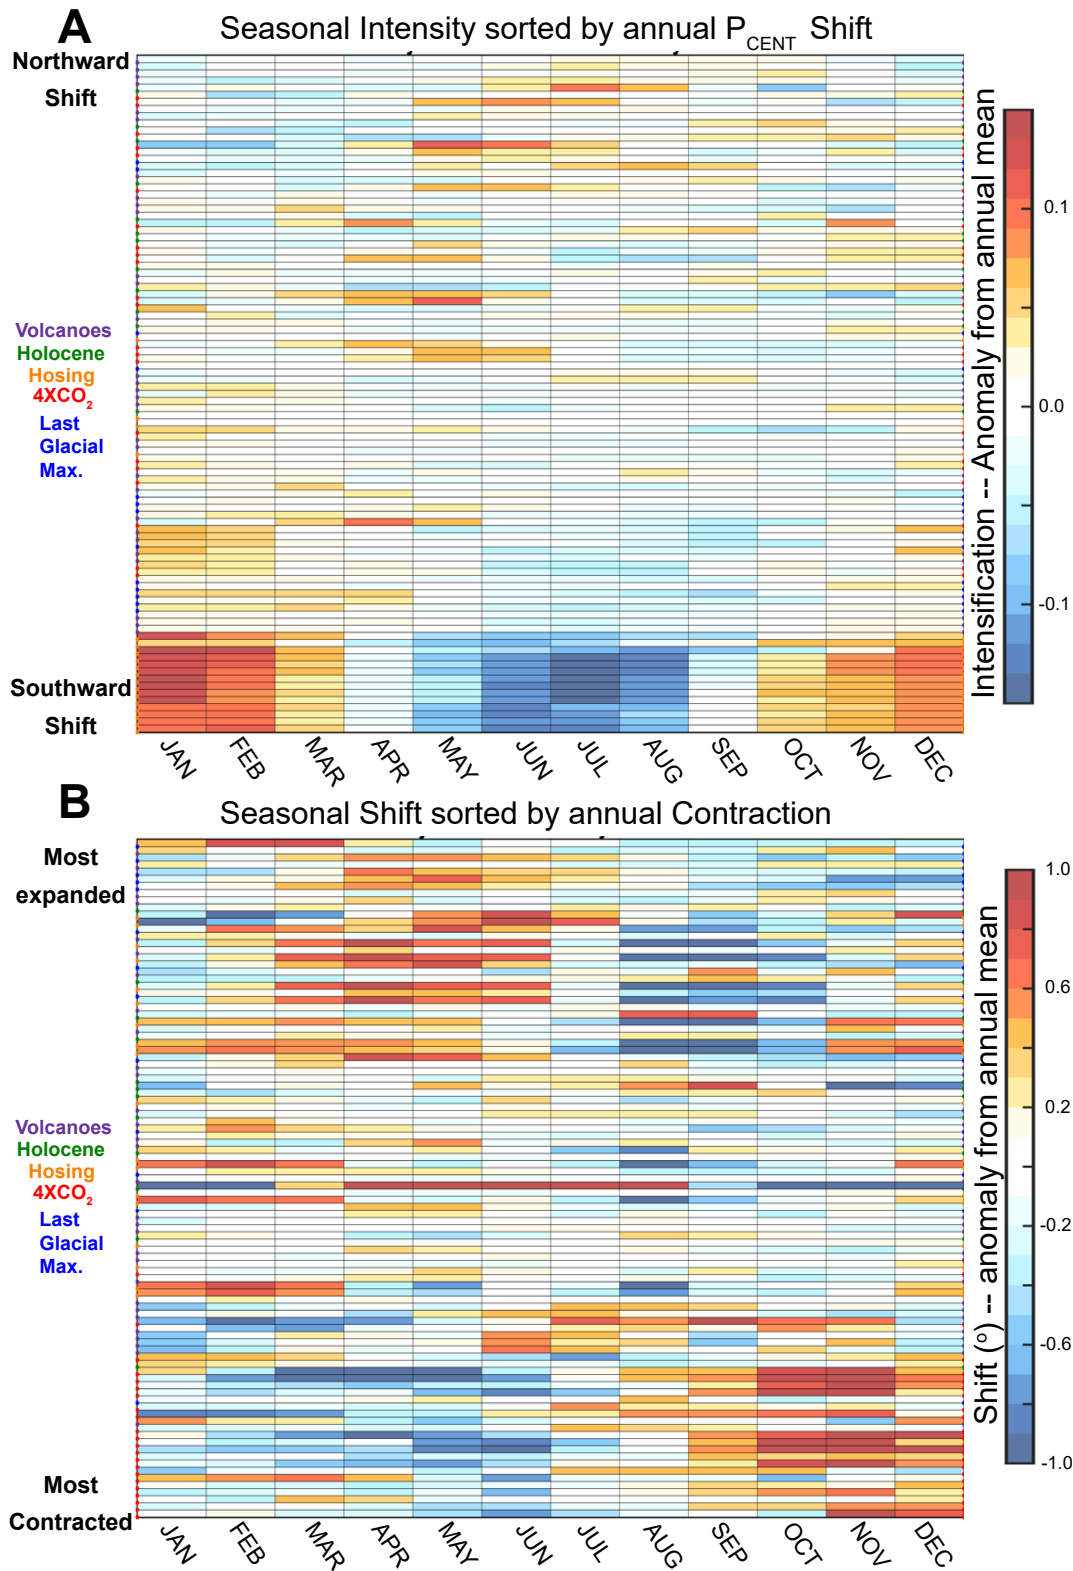 A
Seasonal Intensity sorted by annual P_CENT Shift
Northward
Shift
Volcanoes
Holocene
Hosing
4XCO2
Last
Glacial
Max.
Southward
Shift
JAN
FEB
MAR
APR
MAY
JUN
JUL
AUG
SEP
OCT
NOV
DEC
0.1
0.0
-0.1
Intensification -- Anomaly from annual mean
B
Seasonal Shift sorted by annual Contraction
Most
expanded
Volcanoes
Holocene
Hosing
4XCO2
Last
Glacial
Max.
Most
Contracted
JAN
FEB
MAR
APR
MAY
JUN
JUL
AUG
SEP
OCT
NOV
DEC
1.0
0.6
0.2
-0.2
-0.6
-1.0
Shift (º) -- anomaly from annual mean